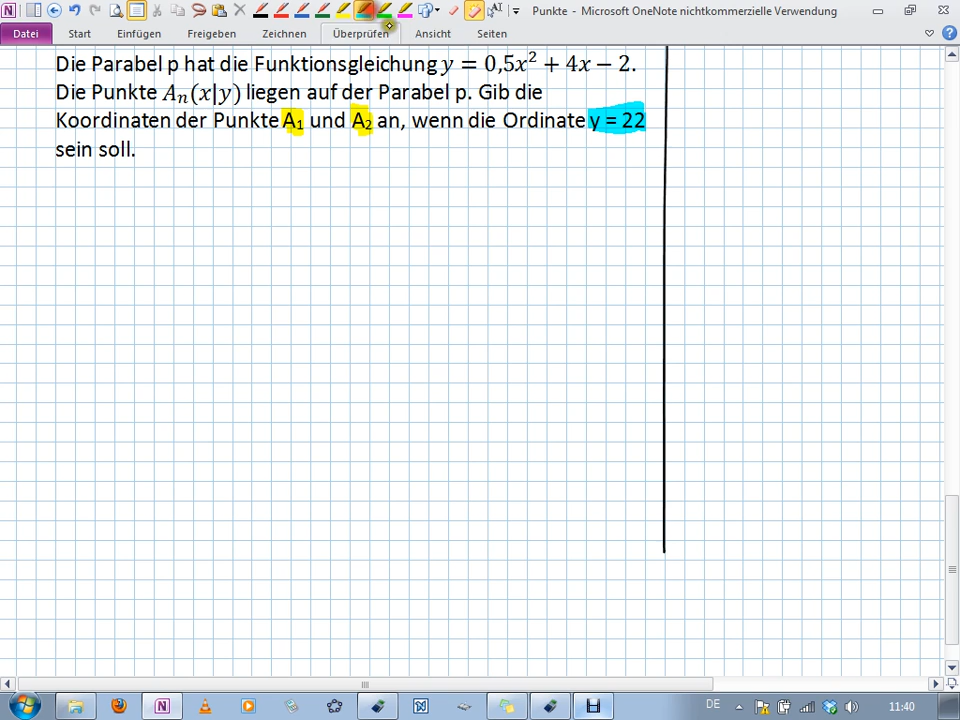 Punkte - Microsoft OneNote nichtkommerzielle Verwendung
Datei Start Einfügen Freigeben Zeichnen Überprüfen Ansicht Seiten
Die Parabel p hat die Funktionsgleichung y = 0,5x² + 4x − 2.
Die Punkte Aₙ(x|y) liegen auf der Parabel p. Gib die
Koordinaten der Punkte A₁ und A₂ an, wenn die Ordinate y = 22
sein soll.
DE 11:40